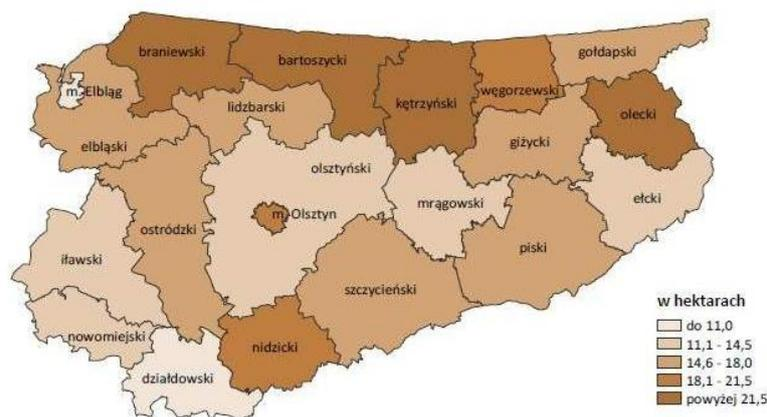 gołdapski
braniewski
bartoszycki
węgorzewski
kętrzyński
m. Elbląg
lidzbarski
olecki
elbląski
giżycki
olsztyński
ełcki
mrągowski
m. Olsztyn
ostródzki
piski
iławski
szczycieński
nowomiejski
nidzicki
działdowski
w hektarach
do 11,0
11,1 - 14,5
14,6 - 18,0
18,1 - 21,5
powyżej 21,5